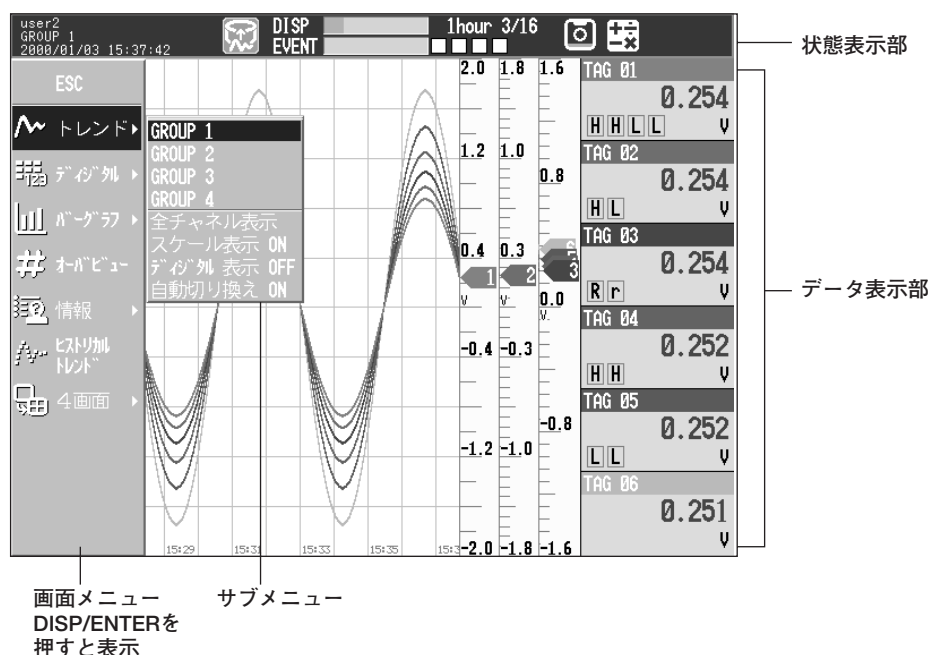 user2
GROUP 1
2000/01/03 15:37:42
DISP
EVENT
1hour 3/16
状態表示部
ESC
トレンド
ディジタル
バーグラフ
オーバビュー
情報
ヒストリカル
トレンド
4画面
GROUP 1
GROUP 2
GROUP 3
GROUP 4
全チャネル表示
スケール表示 ON
ディジタル 表示 OFF
自動切り換え ON
2.0 1.8 1.6
1.2 1.0
0.8
0.4 0.3
1 2 3
V V 0.0
V
-0.4 -0.3
-0.8
-1.2 -1.0
-2.0 -1.8 -1.6
15:29 15:31 15:33 15:35
TAG 01
0.254
H H L L V
TAG 02
0.254
H L V
TAG 03
0.254
R r V
TAG 04
0.252
H H V
TAG 05
0.252
L L V
TAG 06
0.251
V
データ表示部
画面メニュー
DISP/ENTERを
押すと表示
サブメニュー